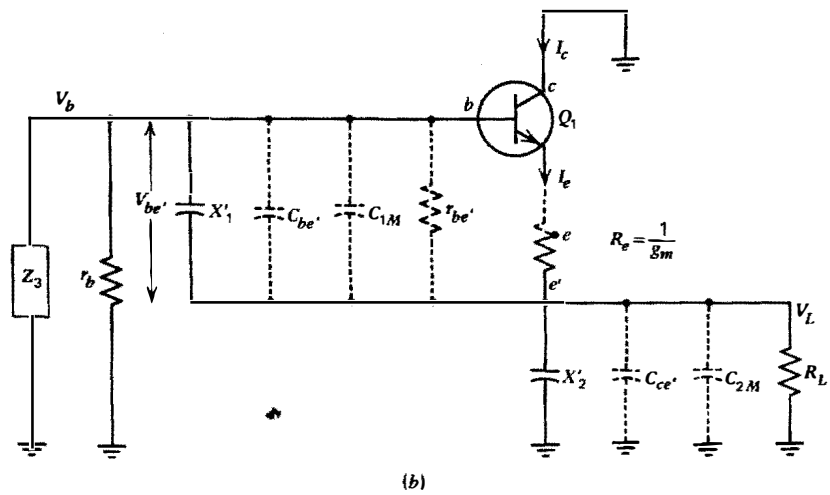 I_c
c
V_b
b
Q_1
I_e
V_be'
X'_1
C_be'
C_1M
r_be'
e
R_e = 1/g_m
Z_3
r_b
e'
V_L
X'_2
C_ce'
C_2M
R_L
(b)